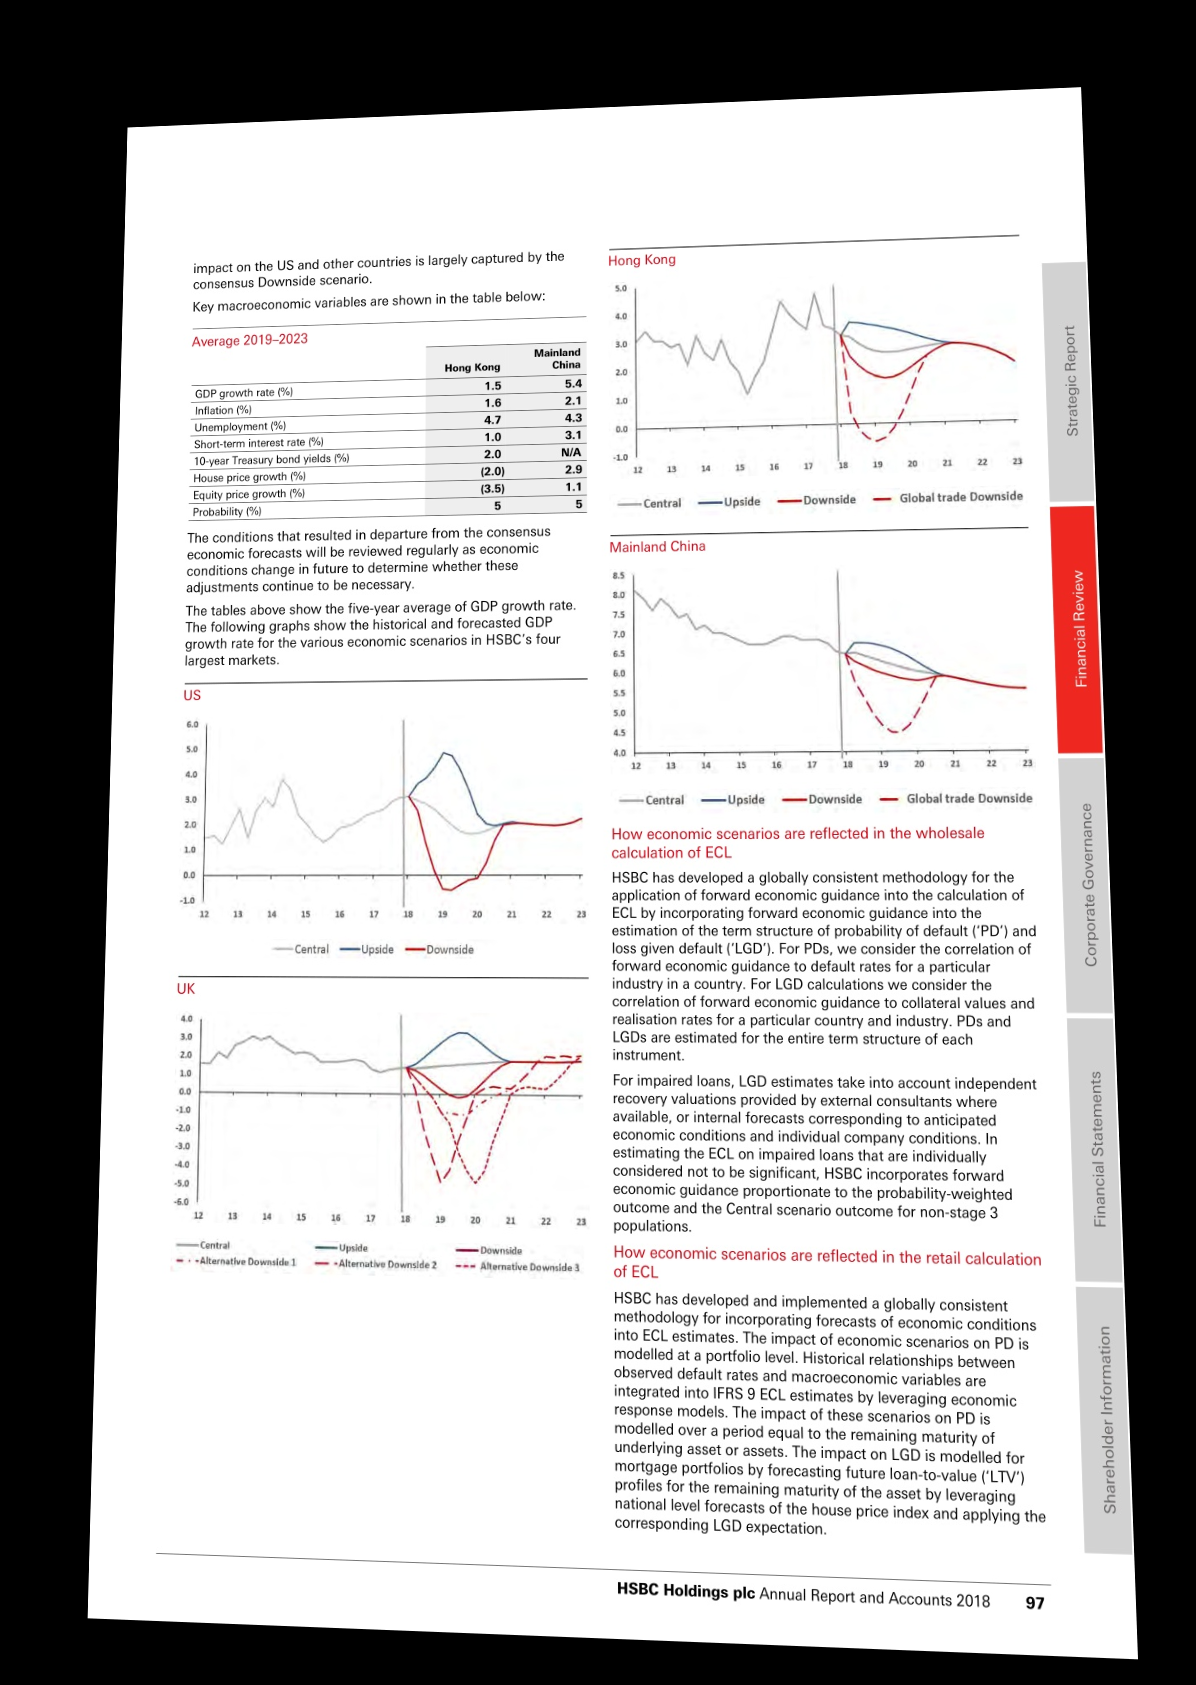 impact on the US and other countries is largely captured by the
consensus Downside scenario.
Key macroeconomic variables are shown in the table below:
Average 2019–2023
Hong Kong Mainland China
GDP growth rate (%) 1.5 5.4
Inflation (%) 1.6 2.1
Unemployment (%) 4.7 4.3
Short-term interest rate (%) 1.0 3.1
10-year Treasury bond yields (%) 2.0 N/A
House price growth (%) (2.0) 2.9
Equity price growth (%) (3.5) 1.1
Probability (%) 5 5
The conditions that resulted in departure from the consensus
economic forecasts will be reviewed regularly as economic
conditions change in future to determine whether these
adjustments continue to be necessary.
The tables above show the five-year average of GDP growth rate.
The following graphs show the historical and forecasted GDP
growth rate for the various economic scenarios in HSBC's four
largest markets.
US
6.0
5.0
4.0
3.0
2.0
1.0
0.0
-1.0
12 13 14 15 16 17 18 19 20 21 22 23
Central Upside Downside
UK
4.0
3.0
2.0
1.0
0.0
-1.0
-2.0
-3.0
-4.0
-5.0
-6.0
12 13 14 15 16 17 18 19 20 21 22 23
Central Upside Downside
Alternative Downside 1 Alternative Downside 2 Alternative Downside 3
Hong Kong
5.0
4.0
3.0
2.0
1.0
0.0
-1.0
12 13 14 15 16 17 18 19 20 21 22 23
Central Upside Downside Global trade Downside
Mainland China
8.5
8.0
7.5
7.0
6.5
6.0
5.5
5.0
4.5
4.0
12 13 14 15 16 17 18 19 20 21 22 23
Central Upside Downside Global trade Downside
How economic scenarios are reflected in the wholesale
calculation of ECL
HSBC has developed a globally consistent methodology for the
application of forward economic guidance into the calculation of
ECL by incorporating forward economic guidance into the
estimation of the term structure of probability of default ('PD') and
loss given default ('LGD'). For PDs, we consider the correlation of
forward economic guidance to default rates for a particular
industry in a country. For LGD calculations we consider the
correlation of forward economic guidance to collateral values and
realisation rates for a particular country and industry. PDs and
LGDs are estimated for the entire term structure of each
instrument.
For impaired loans, LGD estimates take into account independent
recovery valuations provided by external consultants where
available, or internal forecasts corresponding to anticipated
economic conditions and individual company conditions. In
estimating the ECL on impaired loans that are individually
considered not to be significant, HSBC incorporates forward
economic guidance proportionate to the probability-weighted
outcome and the Central scenario outcome for non-stage 3
populations.
How economic scenarios are reflected in the retail calculation
of ECL
HSBC has developed and implemented a globally consistent
methodology for incorporating forecasts of economic conditions
into ECL estimates. The impact of economic scenarios on PD is
modelled at a portfolio level. Historical relationships between
observed default rates and macroeconomic variables are
integrated into IFRS 9 ECL estimates by leveraging economic
response models. The impact of these scenarios on PD is
modelled over a period equal to the remaining maturity of
underlying asset or assets. The impact on LGD is modelled for
mortgage portfolios by forecasting future loan-to-value ('LTV')
profiles for the remaining maturity of the asset by leveraging
national level forecasts of the house price index and applying the
corresponding LGD expectation.
Strategic Report
Financial Review
Corporate Governance
Financial Statements
Shareholder Information
HSBC Holdings plc Annual Report and Accounts 2018 97